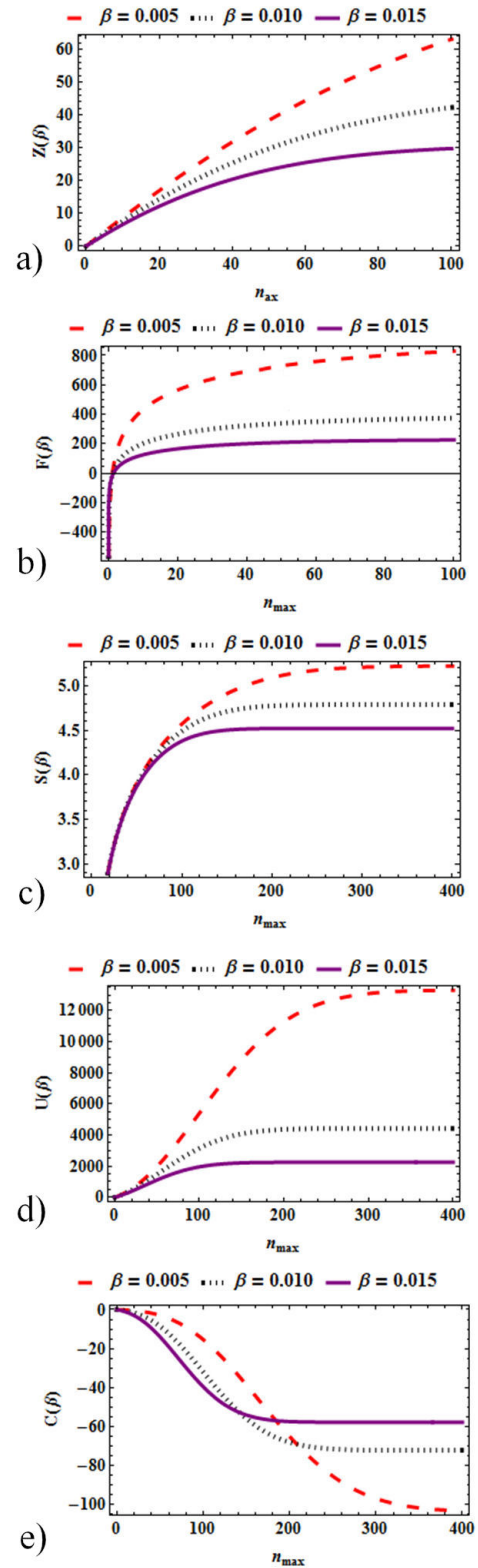 β = 0.005 β = 0.010 β = 0.015
60
50
40
30
20
10
0
Z(β)
0 20 40 60 80 100
n_ax
a)
β = 0.005 β = 0.010 β = 0.015
800
600
400
200
0
−200
−400
F(β)
0 20 40 60 80 100
n_max
b)
β = 0.005 β = 0.010 β = 0.015
5.0
4.5
4.0
3.5
3.0
S(β)
0 100 200 300 400
n_max
c)
β = 0.005 β = 0.010 β = 0.015
12 000
10 000
8000
6000
4000
2000
0
U(β)
0 100 200 300 400
n_max
d)
β = 0.005 β = 0.010 β = 0.015
0
−20
−40
−60
−80
−100
C(β)
0 100 200 300 400
n_max
e)